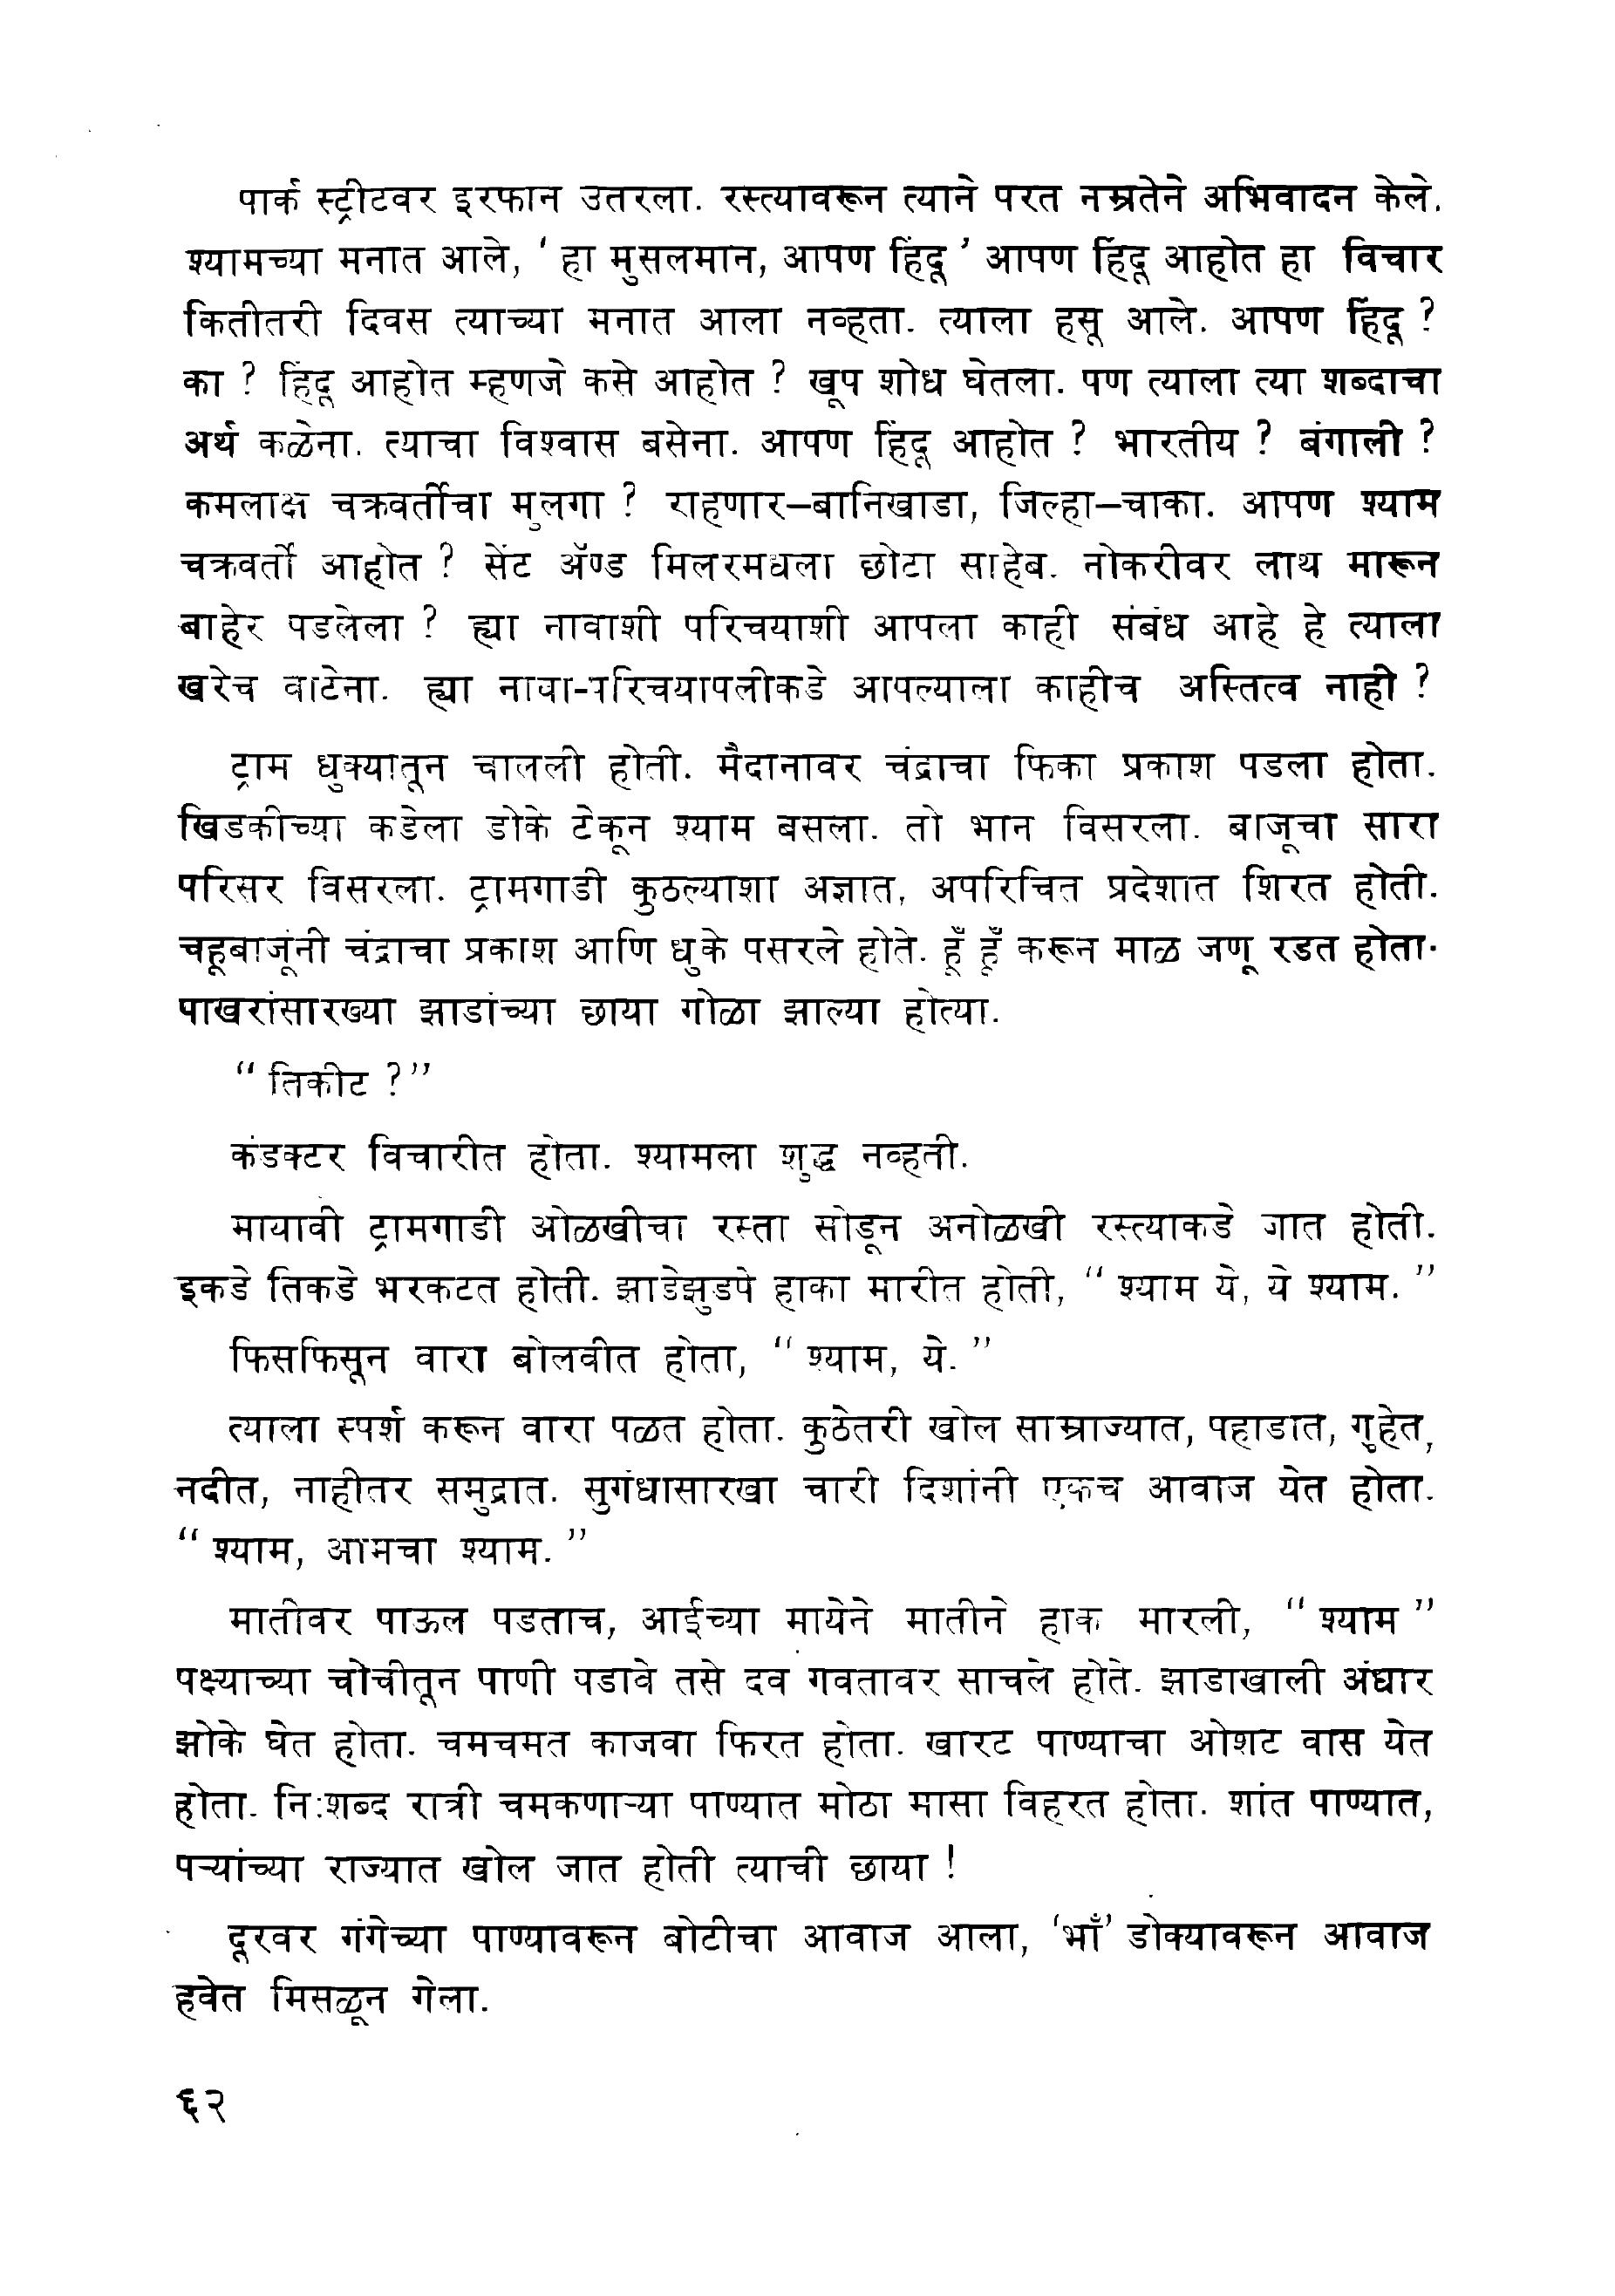 पार्क स्ट्रीटवर इरफान उतरला. रस्त्यावरून त्याने परत नम्रतेने अभिवादन केले.
श्यामच्या मनात आले, ' हा मुसलमान, आपण हिंदू ' आपण हिंदू आहोत हा विचार
कितीतरी दिवस त्याच्या मनात आला नव्हता. त्याला हसू आले. आपण हिंदू ?
का ? हिंदू आहोत म्हणजे कसे आहोत ? खूप शोध घेतला. पण त्याला त्या शब्दाचा
अर्थ कळेना. त्याचा विश्वास बसेना. आपण हिंदू आहोत ? भारतीय ? बंगाली ?
कमलाक्ष चक्रवर्तीचा मुलगा ? राहणार–बानिखाडा, जिल्हा–चाका. आपण श्याम
चक्रवर्ती आहोत ? सेंट ॲण्ड मिलरमधला छोटा साहेब. नोकरीवर लाथ मारून
बाहेर पडलेला ? ह्या नावाशी परिचयाशी आपला काही संबंध आहे हे त्याला
खरेच वाटेना. ह्या नावा-परिचयापलीकडे आपल्याला काहीच अस्तित्व नाही ?
ट्राम धुक्यातून चालली होती. मैदानावर चंद्राचा फिका प्रकाश पडला होता.
खिडकीच्या कडेला डोके टेकून श्याम बसला. तो भान विसरला. बाजूचा सारा
परिसर विसरला. ट्रामगाडी कुठल्याशा अज्ञात, अपरिचित प्रदेशात शिरत होती.
चहूबाजूंनी चंद्राचा प्रकाश आणि धुके पसरले होते. हूँ हूँ करून माळ जणू रडत होता.
पाखरांसारख्या झाडांच्या छाया गोळा झाल्या होत्या.
“ तिकीट ?”
कंडक्टर विचारीत होता. श्यामला शुद्ध नव्हती.
मायावी ट्रामगाडी ओळखीचा रस्ता सोडून अनोळखी रस्त्याकडे जात होती.
इकडे तिकडे भरकटत होती. झाडेझुडपे हाका मारीत होती, “ श्याम ये, ये श्याम. ”
फिसफिसून वारा बोलवीत होता, “ श्याम, ये. ”
त्याला स्पर्श करून वारा पळत होता. कुठेतरी खोल साम्राज्यात, पहाडात, गुहेत,
नदीत, नाहीतर समुद्रात. सुगंधासारखा चारी दिशांनी एकच आवाज येत होता.
“ श्याम, आमचा श्याम. ”
मातीवर पाऊल पडताच, आईच्या मायेने मातीने हाक मारली, “ श्याम ”
पक्ष्याच्या चोचीतून पाणी पडावे तसे दव गवतावर साचले होते. झाडाखाली अंधार
झोके घेत होता. चमचमत काजवा फिरत होता. खारट पाण्याचा ओशट वास येत
होता. नि:शब्द रात्री चमकणाऱ्या पाण्यात मोठा मासा विहरत होता. शांत पाण्यात,
पऱ्यांच्या राज्यात खोल जात होती त्याची छाया !
दूरवर गंगेच्या पाण्यावरून बोटीचा आवाज आला, ‘भाँ’ डोक्यावरून आवाज
हवेत मिसळून गेला.
६२